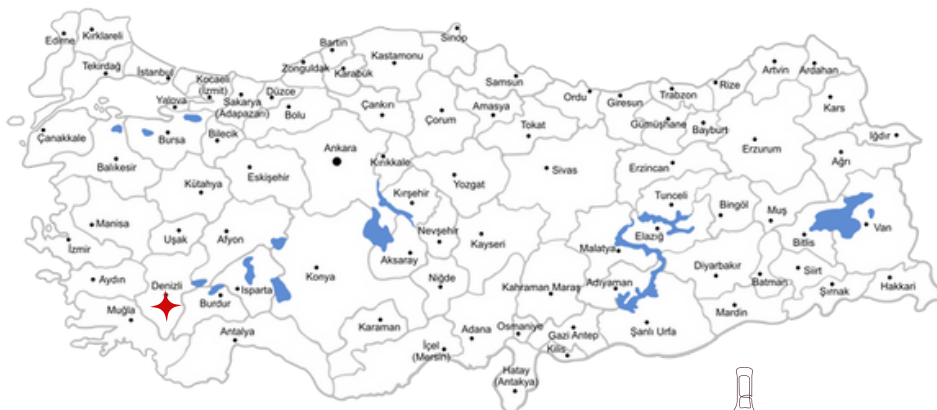 Edirne
Kırklareli
Tekirdağ
İstanbul
Kocaeli
(İzmit)
Yalova
Sakarya
(Adapazarı)
Düzce
Bolu
Zonguldak
Bartın
Karabük
Kastamonu
Sinop
Samsun
Ordu
Giresun
Trabzon
Rize
Artvin
Ardahan
Kars
Iğdır
Ağrı
Çanakkale
Bursa
Bilecik
Balıkesir
Kütahya
Eskişehir
Ankara
Kırıkkale
Çankırı
Çorum
Amasya
Tokat
Sivas
Gümüşhane
Bayburt
Erzurum
Erzincan
Tunceli
Bingöl
Muş
Van
Bitlis
Manisa
İzmir
Uşak
Afyon
Kırşehir
Yozgat
Nevşehir
Kayseri
Aksaray
Malatya
Elazığ
Diyarbakır
Batman
Siirt
Şırnak
Hakkari
Aydın
Denizli
Muğla
Burdur
Isparta
Antalya
Konya
Karaman
Niğde
Kahraman Maraş
Adıyaman
Şanlı Urfa
Mardin
Adana
İçel
(Mersin)
Osmaniye
Gazi Antep
Kilis
Hatay
(Antakya)